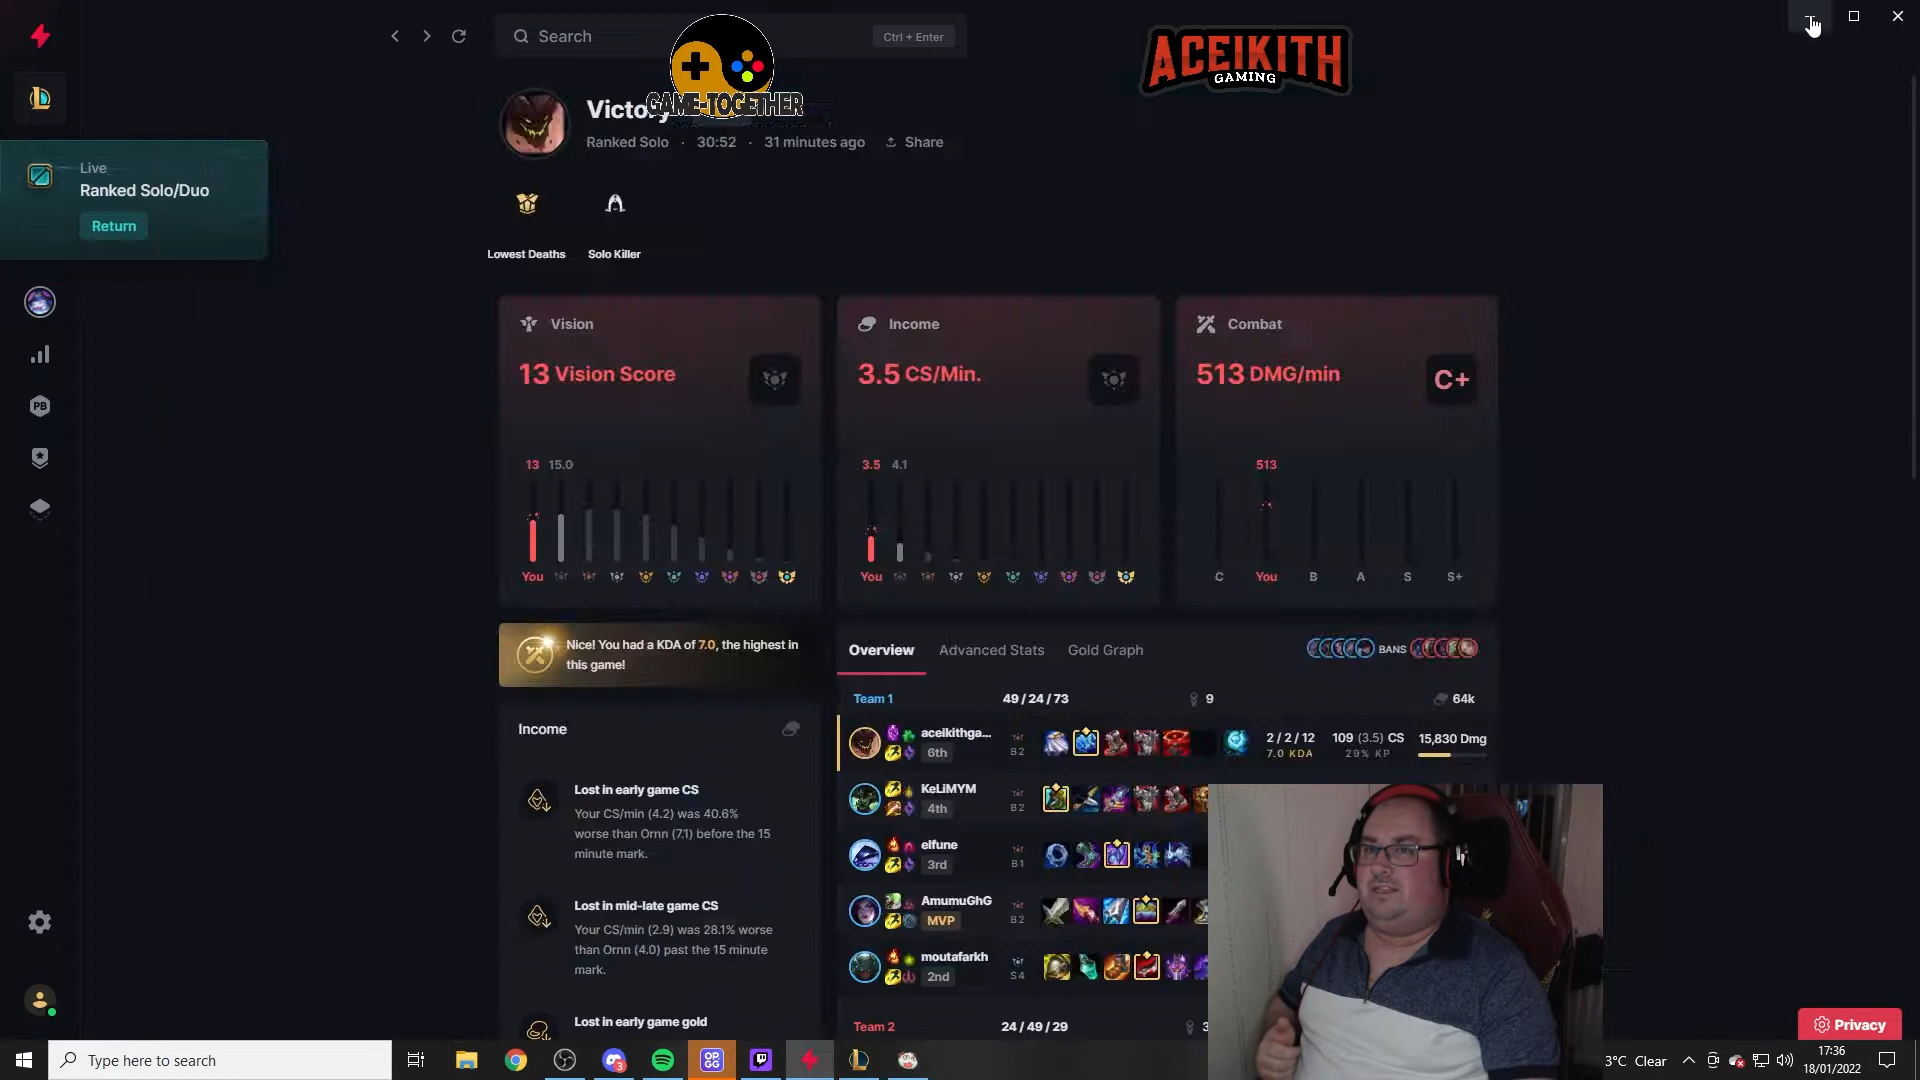 Search
Ctrl + Enter
GAME-TOGETHER
ACEIKITH
GAMING
Victory
Ranked Solo · 30:52 · 31 minutes ago Share
Live
Ranked Solo/Duo
Return
Lowest Deaths
Solo Killer
PB
Vision
13 Vision Score
13 15.0
You
Income
3.5 CS/Min.
3.5 4.1
You
Combat
513 DMG/min
C+
513
C You B A S S+
Nice! You had a KDA of 7.0, the highest in
this game!
Income
Lost in early game CS
Your CS/min (4.2) was 40.6%
worse than Ornn (7.1) before the 15
minute mark.
Lost in mid-late game CS
Your CS/min (2.9) was 28.1% worse
than Ornn (4.0) past the 15 minute
mark.
Lost in early game gold
Overview Advanced Stats Gold Graph
BANS
Team 1 49 / 24 / 73 9 64k
aceikithga...
6th
B2
2 / 2 / 12
7.0 KDA
109 (3.5) CS
29% KP
15,830 Dmg
KeLiMYM
4th
B2
elfune
3rd
B1
AmumuGhG
MVP
B2
moutafarkh
2nd
S4
Team 2 24 / 49 / 29 3
Privacy
Type here to search
OP.
GG
3
3°C Clear
17:36
18/01/2022